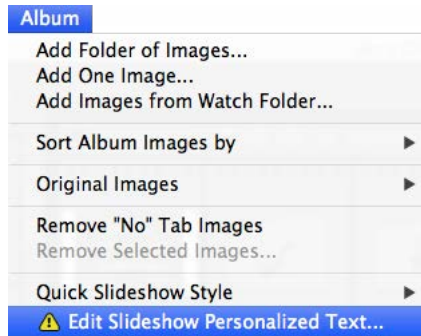 Album
Add Folder of Images...
Add One Image...
Add Images from Watch Folder...
Sort Album Images by
Original Images
Remove "No" Tab Images
Remove Selected Images...
Quick Slideshow Style
Edit Slideshow Personalized Text...